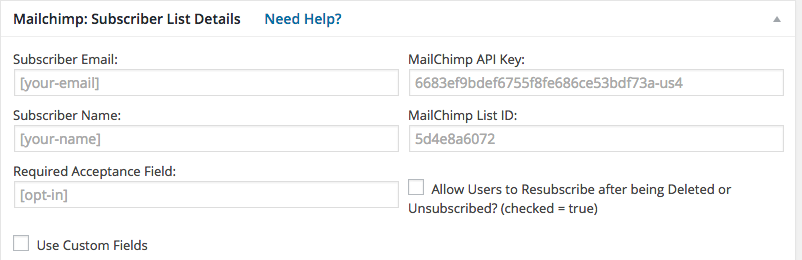 Mailchimp: Subscriber List Details Need Help?
Subscriber Email: MailChimp API Key:
[your-email] 6683ef9bdef6755f8fe686ce53bdf73a-us4
Subscriber Name: MailChimp List ID:
[your-name] 5d4e8a6072
Required Acceptance Field:
[opt-in] Allow Users to Resubscribe after being Deleted or
Unsubscribed? (checked = true)
Use Custom Fields